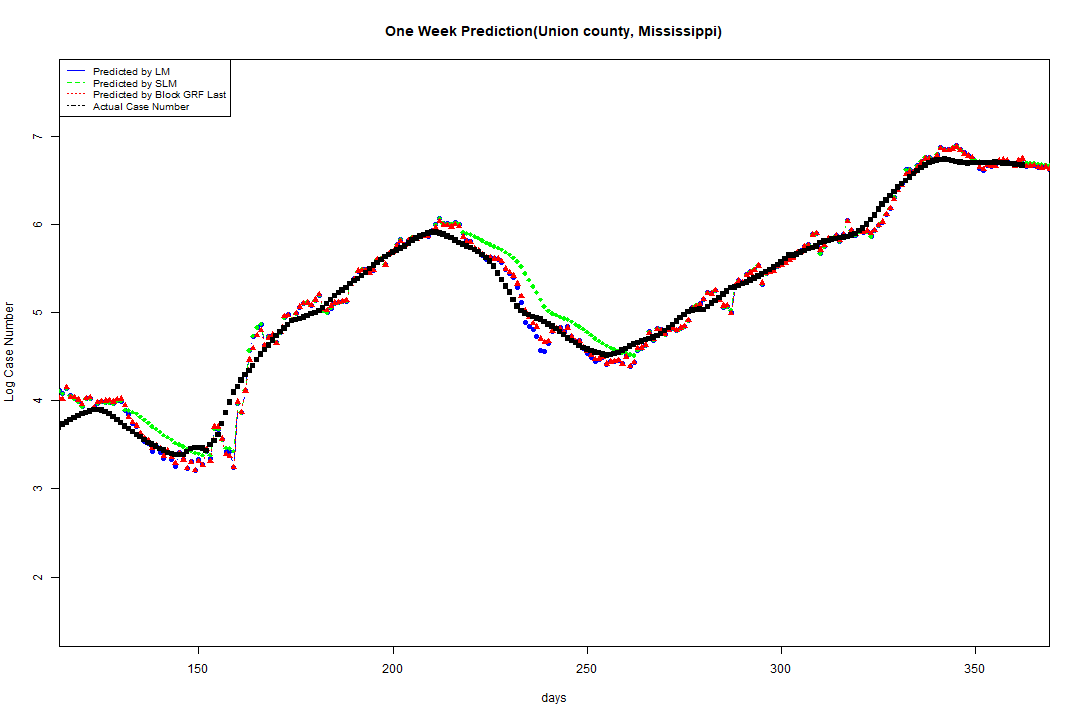 One Week Prediction(Union county, Mississippi)
Predicted by LM
Predicted by SLM
Predicted by Block GRF Last
Actual Case Number
7
6
5
4
3
2
Log Case Number
150 200 250 300 350
days